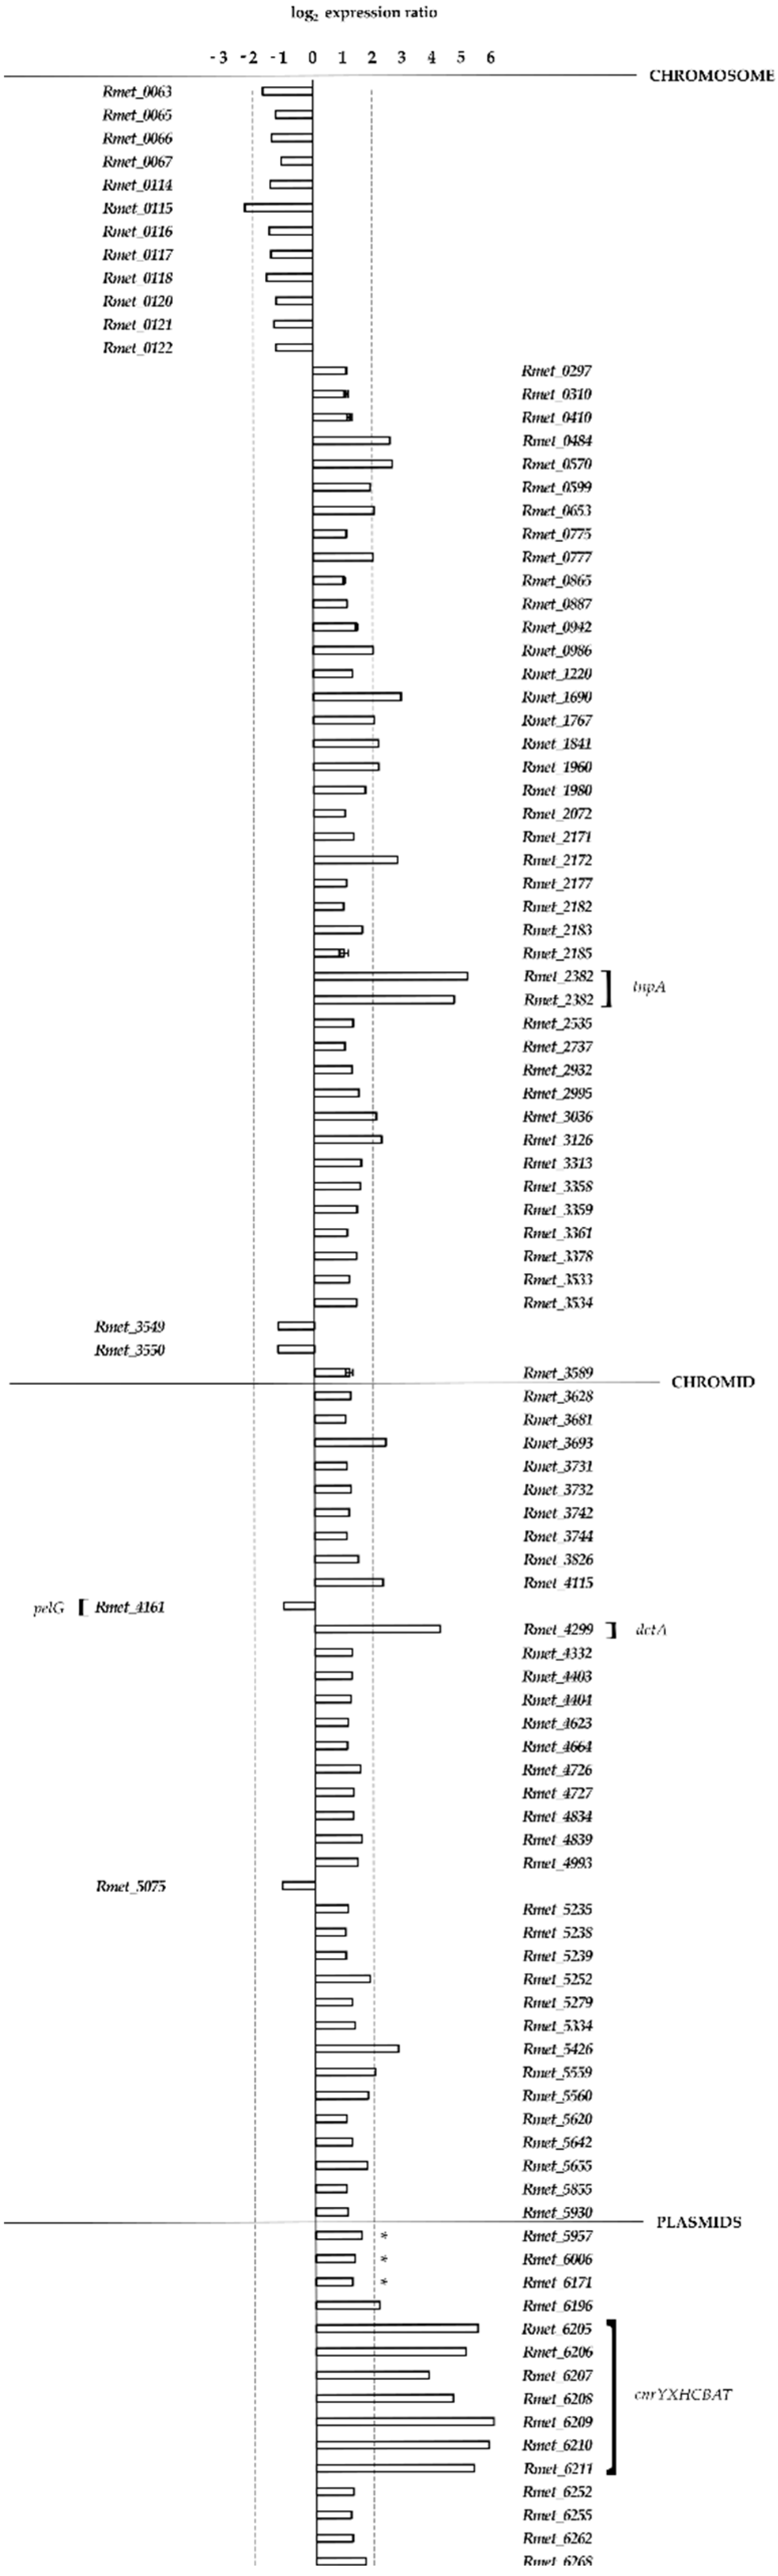 log2 expression ratio
-3 -2 -1 0 1 2 3 4 5 6
CHROMOSOME
Rmet_0063
Rmet_0065
Rmet_0066
Rmet_0067
Rmet_0114
Rmet_0115
Rmet_0116
Rmet_0117
Rmet_0118
Rmet_0120
Rmet_0121
Rmet_0122
Rmet_0297
Rmet_0310
Rmet_0410
Rmet_0484
Rmet_0570
Rmet_0599
Rmet_0653
Rmet_0775
Rmet_0777
Rmet_0865
Rmet_0887
Rmet_0942
Rmet_0986
Rmet_1220
Rmet_1690
Rmet_1767
Rmet_1841
Rmet_1960
Rmet_1980
Rmet_2072
Rmet_2171
Rmet_2172
Rmet_2177
Rmet_2182
Rmet_2183
Rmet_2185
Rmet_2382
tnpA
Rmet_2382
Rmet_2535
Rmet_2737
Rmet_2932
Rmet_2995
Rmet_3036
Rmet_3126
Rmet_3313
Rmet_3358
Rmet_3359
Rmet_3361
Rmet_3378
Rmet_3533
Rmet_3534
Rmet_3549
Rmet_3550
Rmet_3589
CHROMID
Rmet_3628
Rmet_3681
Rmet_3693
Rmet_3731
Rmet_3732
Rmet_3742
Rmet_3744
Rmet_3826
Rmet_4115
pelG [ Rmet_4161
Rmet_4299 ] dctA
Rmet_4332
Rmet_4403
Rmet_4404
Rmet_4623
Rmet_4664
Rmet_4726
Rmet_4727
Rmet_4834
Rmet_4839
Rmet_4993
Rmet_5075
Rmet_5235
Rmet_5238
Rmet_5239
Rmet_5252
Rmet_5279
Rmet_5334
Rmet_5426
Rmet_5559
Rmet_5560
Rmet_5620
Rmet_5642
Rmet_5655
Rmet_5855
Rmet_5930
PLASMIDS
* Rmet_5957
* Rmet_6006
* Rmet_6171
Rmet_6196
Rmet_6205
Rmet_6206
Rmet_6207
Rmet_6208
cnrYXHCBAT
Rmet_6209
Rmet_6210
Rmet_6211
Rmet_6252
Rmet_6255
Rmet_6262
Rmet_6268